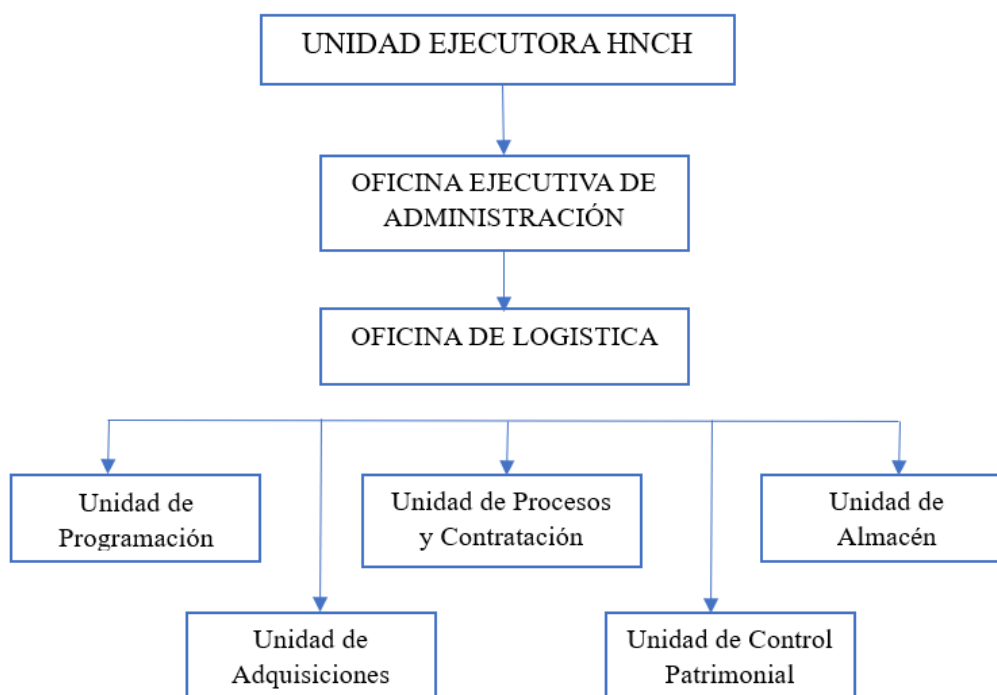 UNIDAD EJECUTORA HNCH
OFICINA EJECUTIVA DE
ADMINISTRACIÓN
OFICINA DE LOGISTICA
Unidad de
Programación
Unidad de Procesos
y Contratación
Unidad de
Almacén
Unidad de
Adquisiciones
Unidad de Control
Patrimonial